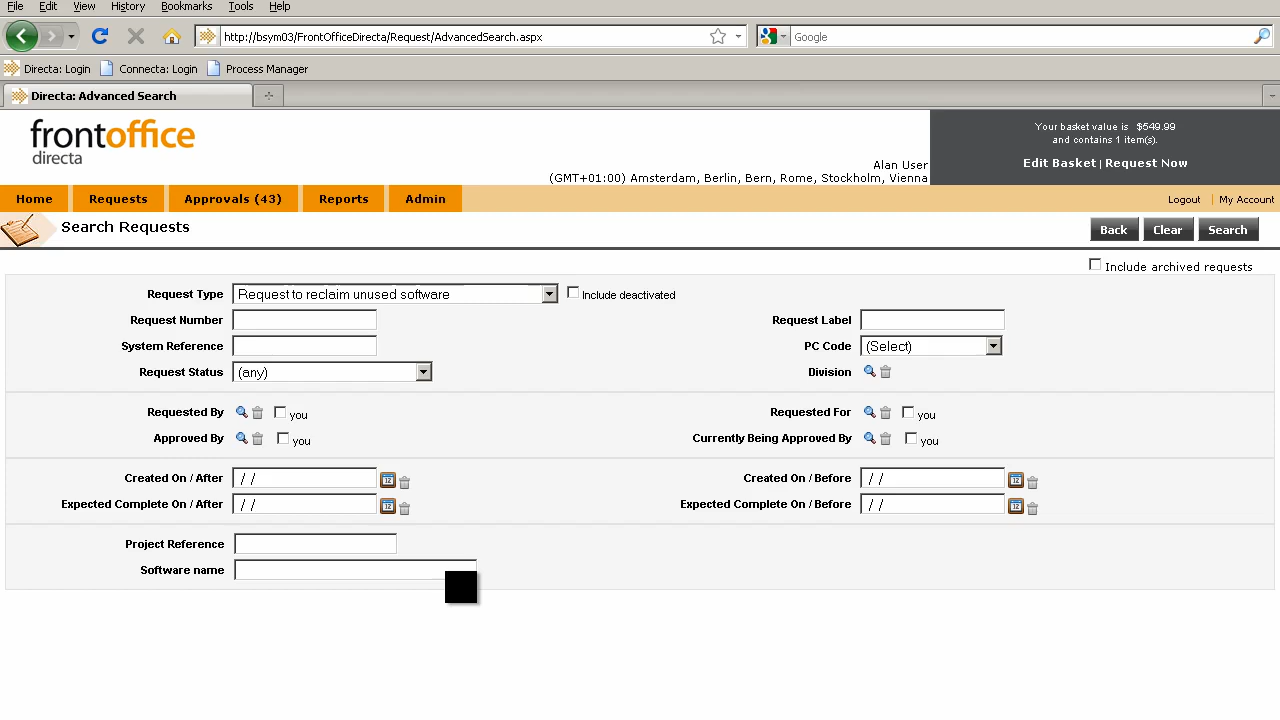 File Edit View History Bookmarks Tools Help
http://bsym03/FrontOfficeDirecta/Request/AdvancedSearch.aspx Google
Directa: Login Connecta: Login Process Manager
Directa: Advanced Search
frontoffice
directa
Your basket value is $549.99
and contains 1 item(s).
Edit Basket | Request Now
Alan User
(GMT+01:00) Amsterdam, Berlin, Bern, Rome, Stockholm, Vienna
Home Requests Approvals (43) Reports Admin Logout | My Account
Search Requests Back Clear Search
Include archived requests
Request Type Request to reclaim unused software Include deactivated
Request Number Request Label
System Reference PC Code (Select)
Request Status (any) Division
Requested By you Requested For you
Approved By you Currently Being Approved By you
Created On / After / / 12 Created On / Before / / 12
Expected Complete On / After / / 12 Expected Complete On / Before / / 12
Project Reference
Software name